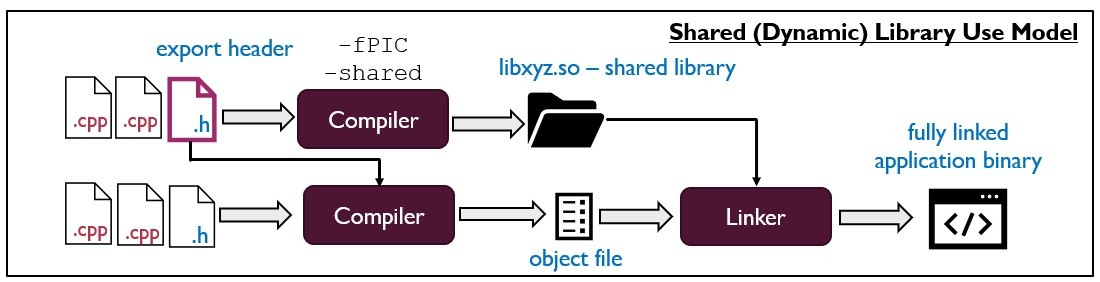 Shared (Dynamic) Library Use Model
export header
-fPIC
-shared
libxyz.so – shared library
.cpp
.cpp
.h
Compiler
fully linked
application binary
.cpp
.cpp
.h
Compiler
Linker
</>
object file